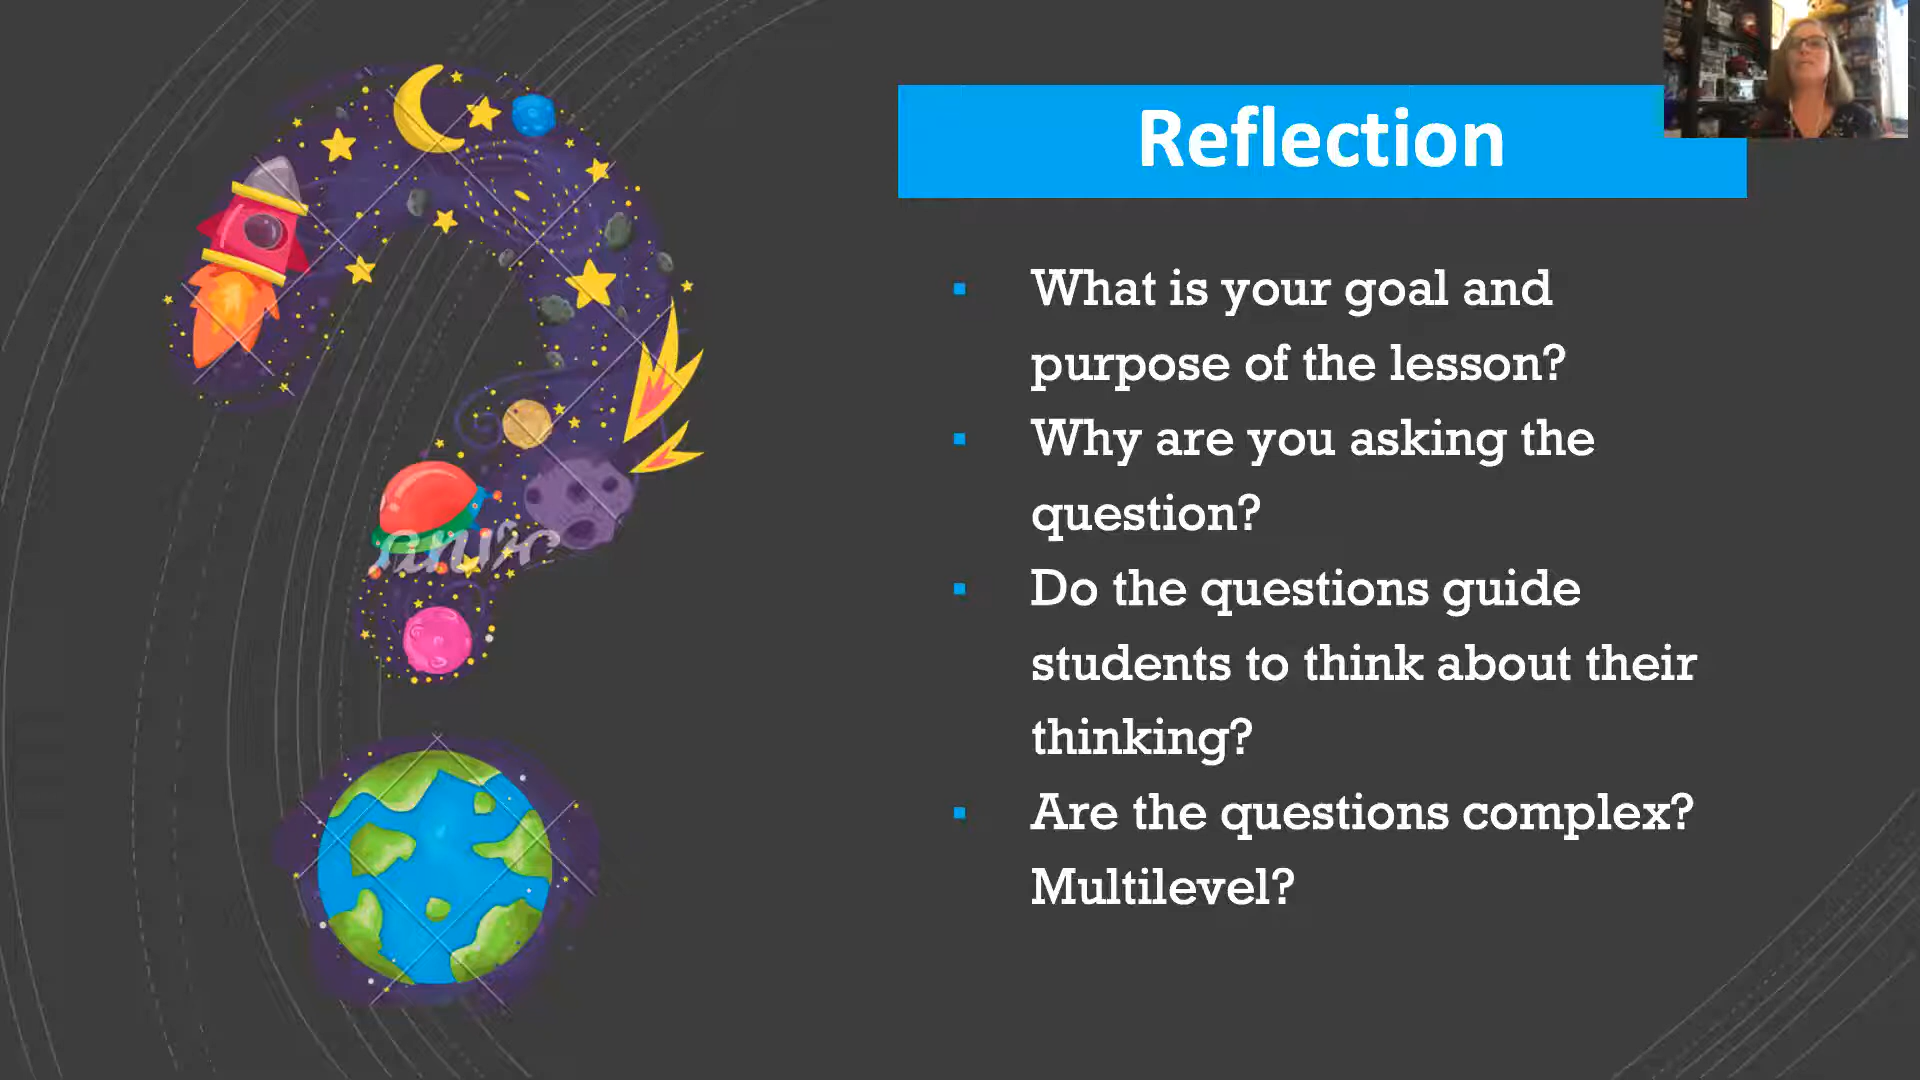 Reflection
What is your goal and
purpose of the lesson?
Why are you asking the
question?
Do the questions guide
students to think about their
thinking?
Are the questions complex?
Multilevel?